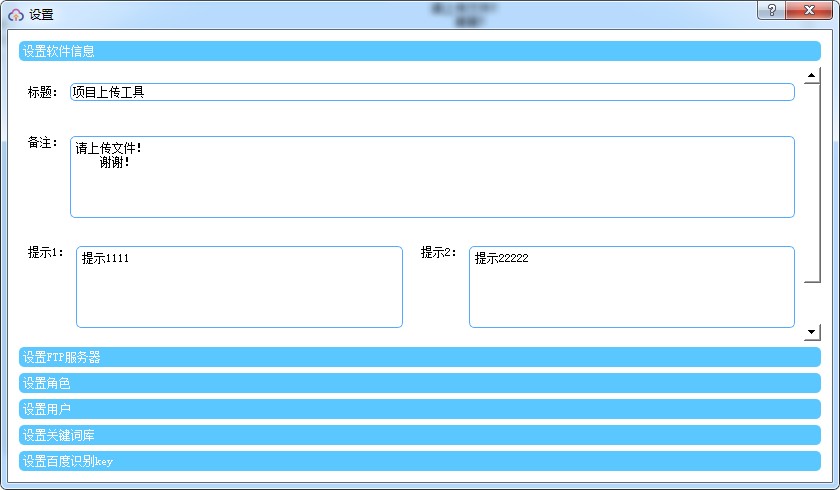 设置
设置软件信息
标题：
项目上传工具
备注：
请上传文件！
谢谢！
提示1：
提示1111
提示2：
提示22222
设置FTP服务器
设置角色
设置用户
设置关键词库
设置百度识别key